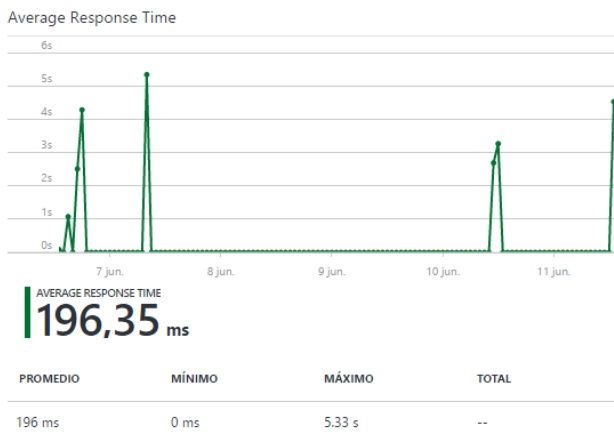 Average Response Time
6s
5s
4s
3s
2s
1s
0s
7 jun. 8 jun. 9 jun. 10 jun. 11 jun.
AVERAGE RESPONSE TIME
196,35 ms
PROMEDIO MÍNIMO MÁXIMO TOTAL
196 ms 0 ms 5.33 s --